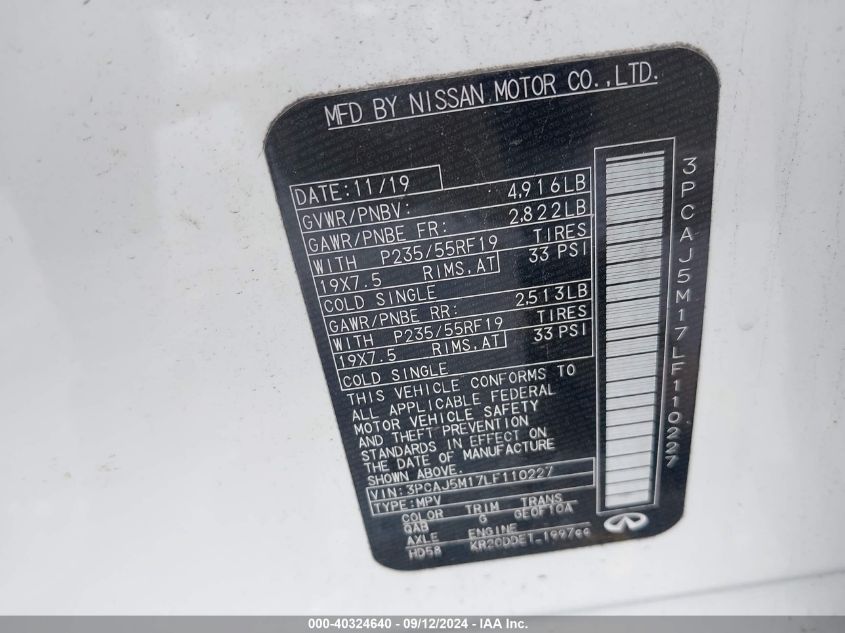 MFD BY NISSAN MOTOR CO.,LTD.
DATE:11/19
GVWR/PNBV: 4,916LB
GAWR/PNBE FR: 2,822LB
WITH P235/55RF19 TIRES
19X7.5 RIMS,AT 33 PSI
COLD SINGLE
GAWR/PNBE RR: 2,513LB
WITH P235/55RF19 TIRES
19X7.5 RIMS,AT 33 PSI
COLD SINGLE
THIS VEHICLE CONFORMS TO
ALL APPLICABLE FEDERAL
MOTOR VEHICLE SAFETY
AND THEFT PREVENTION
STANDARDS IN EFFECT ON
THE DATE OF MANUFACTURE
SHOWN ABOVE.
VIN:3PCAJ5M17LF110227
TYPE:MPV
COLOR TRIM TRANS
QAB G GE0F10A
AXLE ENGINE
HD58 KR20DDET-1997cc
3PCAJ5M17LF110227
000-40324640 - 09/12/2024 - IAA Inc.